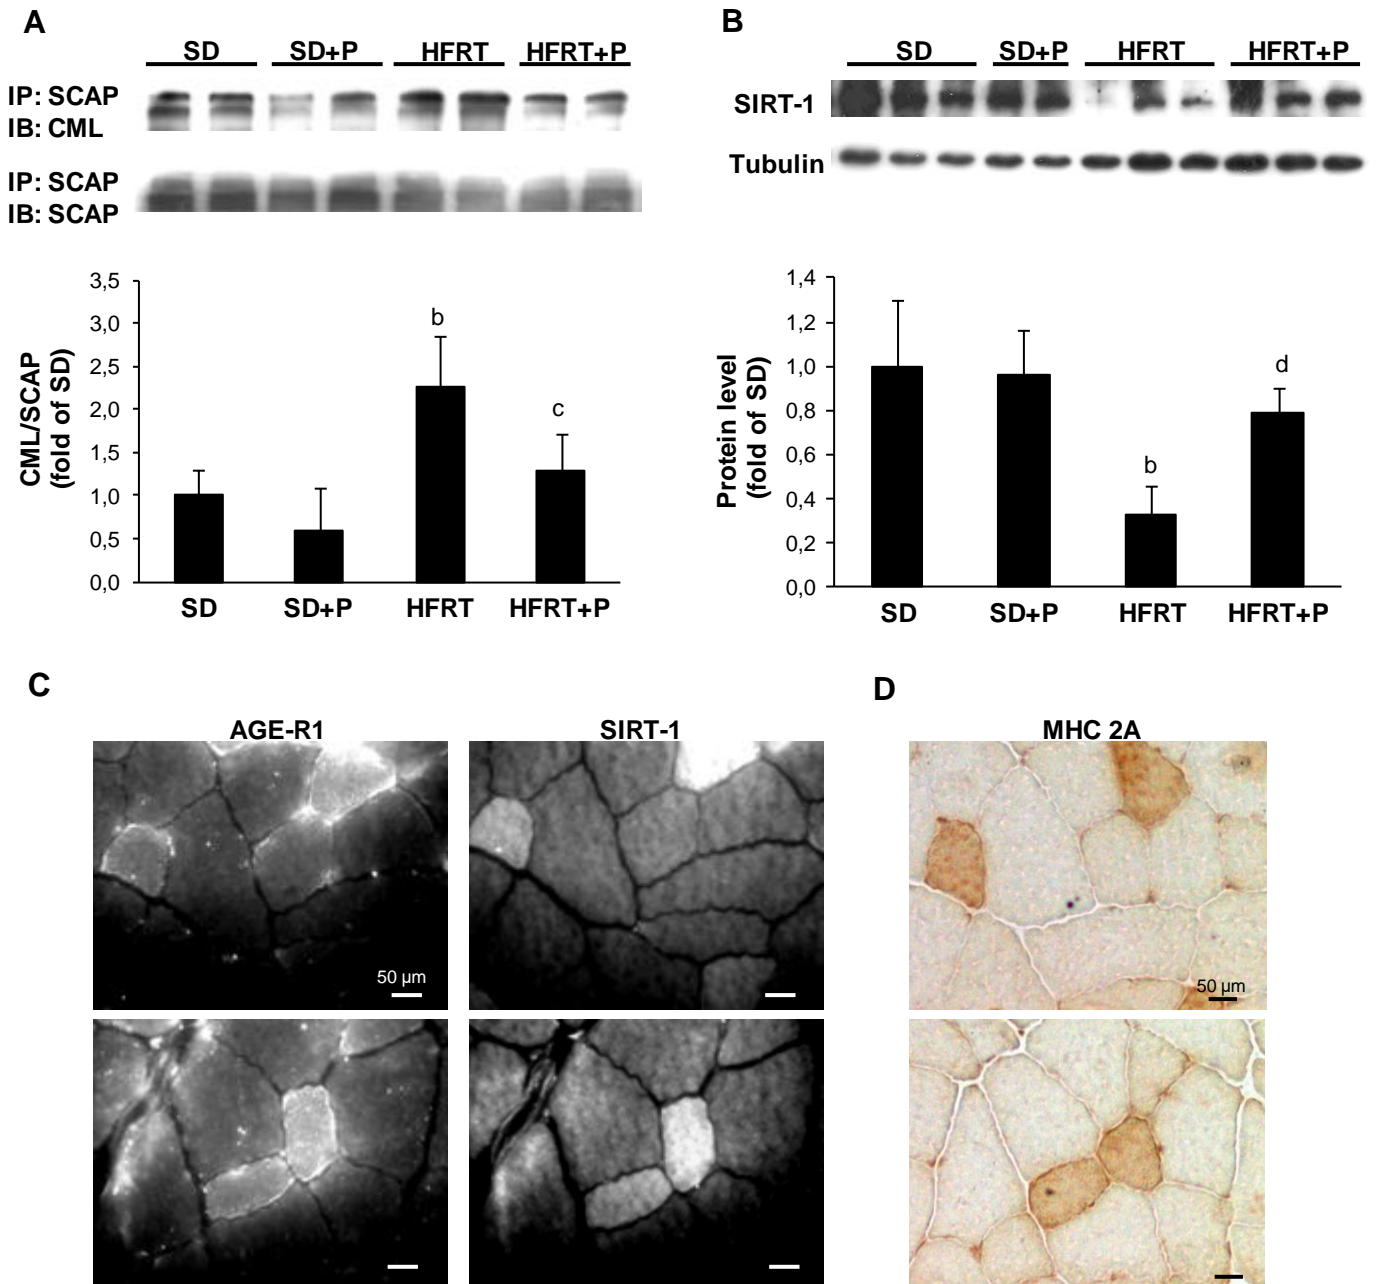 A
SD SD+P HFRT HFRT+P
IP: SCAP
IB: CML
IP: SCAP
IB: SCAP
CML/SCAP
(fold of SD)
3,5
3,0
2,5
2,0
1,5
1,0
0,5
0,0
b
c
SD SD+P HFRT HFRT+P
B
SD SD+P HFRT HFRT+P
SIRT-1
Tubulin
Protein level
(fold of SD)
1,4
1,2
1,0
0,8
0,6
0,4
0,2
0,0
b
d
SD SD+P HFRT HFRT+P
C
AGE-R1 SIRT-1
50 µm
D
MHC 2A
50 µm